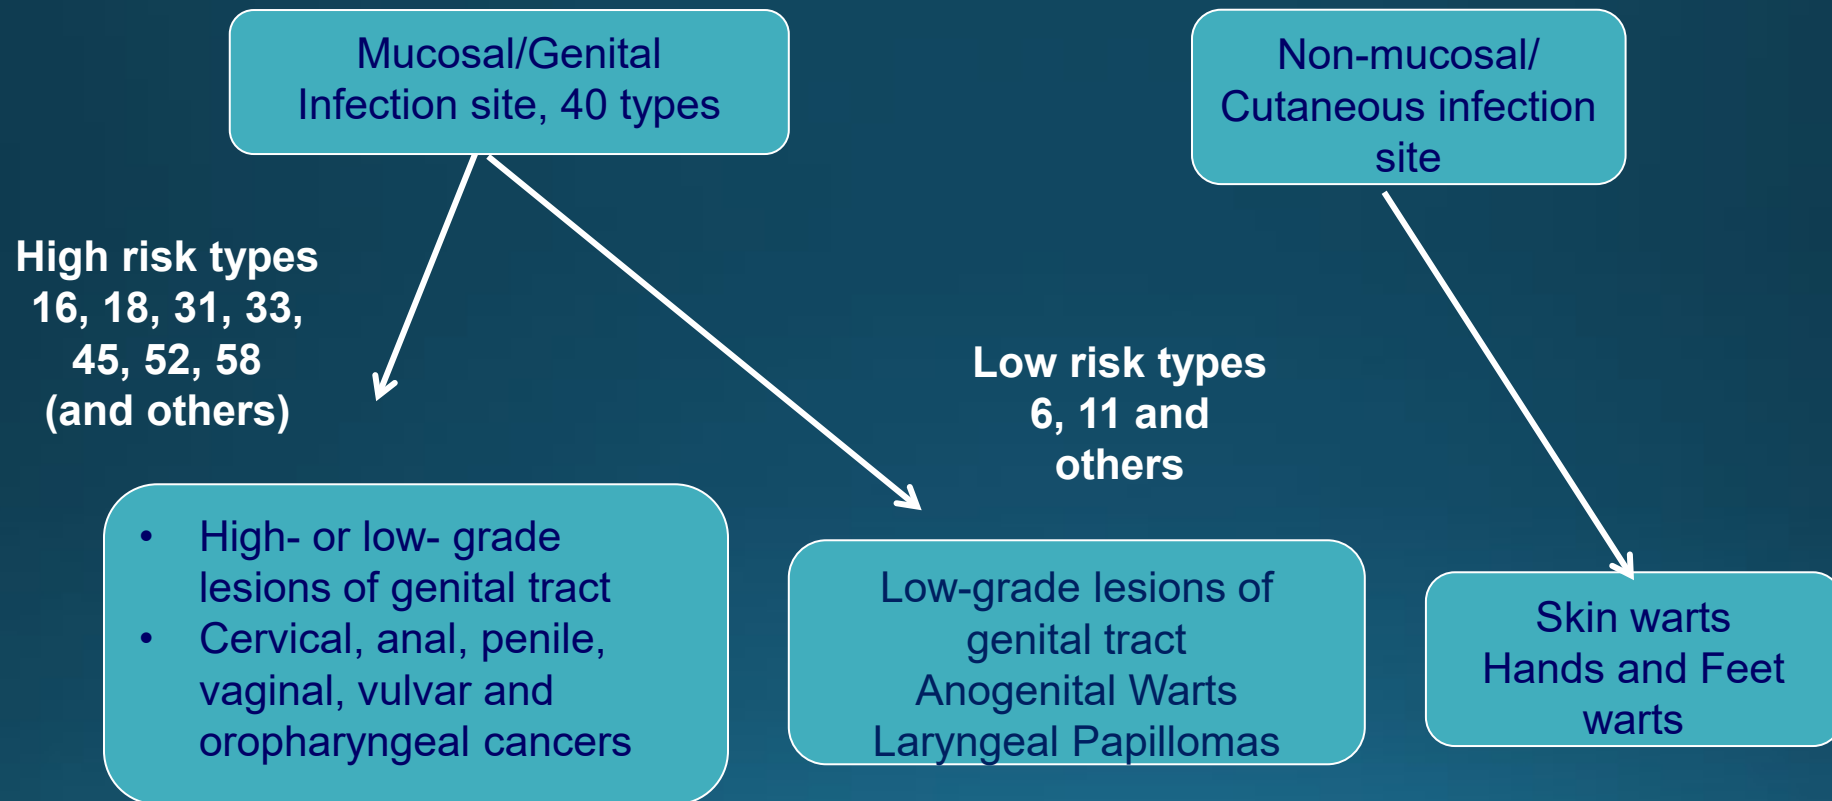 Mucosal/Genital
Infection site, 40 types
Non-mucosal/
Cutaneous infection
site
High risk types
16, 18, 31, 33,
45, 52, 58
(and others)
Low risk types
6, 11 and
others
• High- or low- grade
lesions of genital tract
• Cervical, anal, penile,
vaginal, vulvar and
oropharyngeal cancers
Low-grade lesions of
genital tract
Anogenital Warts
Laryngeal Papillomas
Skin warts
Hands and Feet
warts